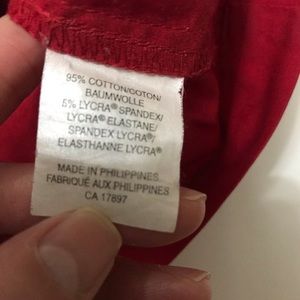 95% COTTON/COTON/
BAUMWOLLE
5% LYCRA® SPANDEX/
LYCRA® ELASTANE/
SPANDEX LYCRA®/
ELASTHANNE LYCRA®
MADE IN PHILIPPINES
FABRIQUÉ AUX PHILIPPINES
CA 17897